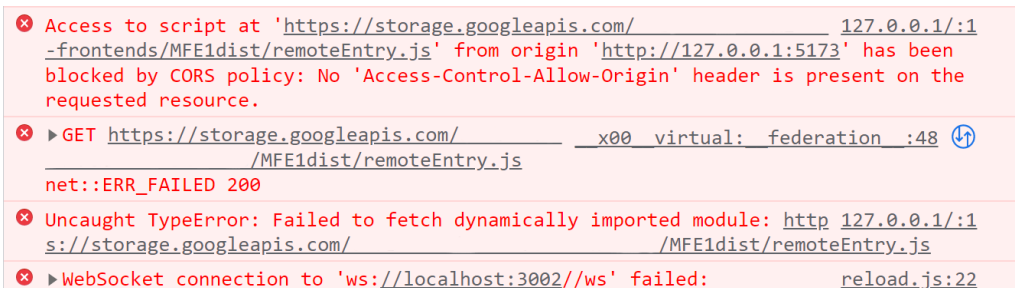 Access to script at 'https://storage.googleapis.com/ 127.0.0.1/:1
-frontends/MFE1dist/remoteEntry.js' from origin 'http://127.0.0.1:5173' has been
blocked by CORS policy: No 'Access-Control-Allow-Origin' header is present on the
requested resource.
GET https://storage.googleapis.com/ __x00__virtual:__federation__:48
/MFE1dist/remoteEntry.js
net::ERR_FAILED 200
Uncaught TypeError: Failed to fetch dynamically imported module: http 127.0.0.1/:1
s://storage.googleapis.com/ /MFE1dist/remoteEntry.js
WebSocket connection to 'ws://localhost:3002//ws' failed: reload.js:22